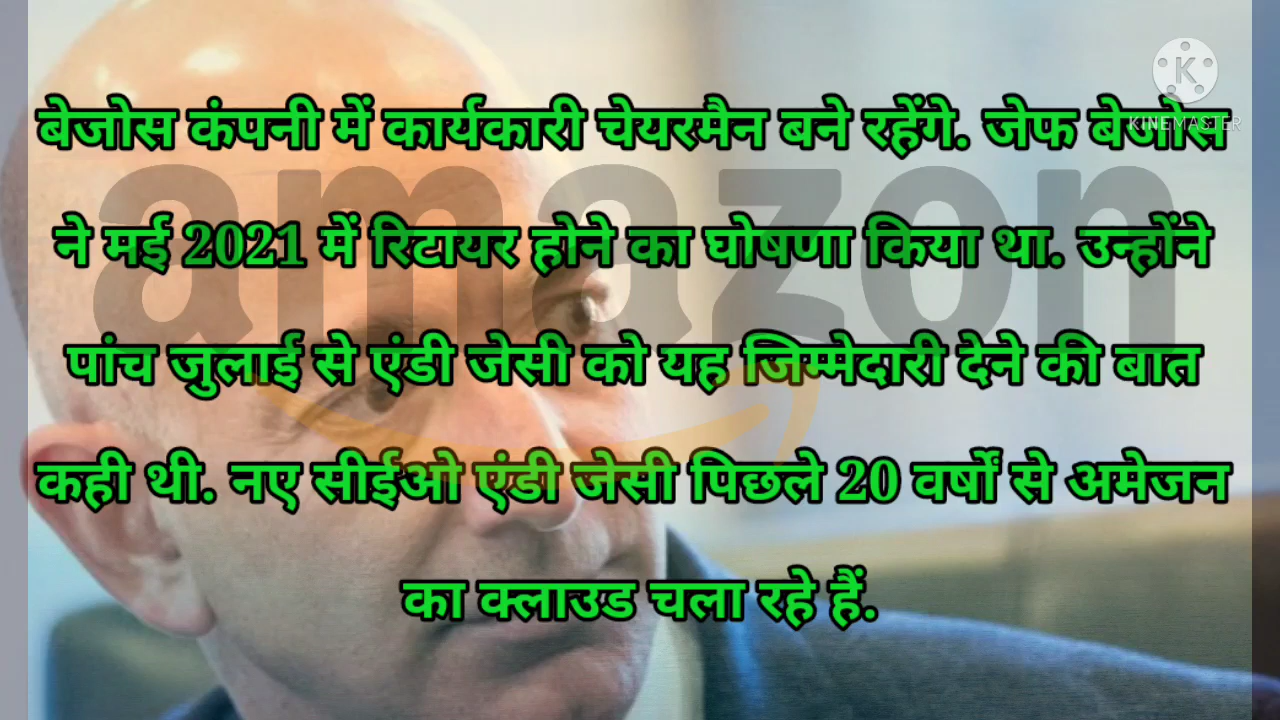 KINEMASTER
बेजोस कंपनी में कार्यकारी चेयरमैन बने रहेंगे. जेफ बेजोस
ने मई 2021 में रिटायर होने का घोषणा किया था. उन्होंने
पांच जुलाई से एंडी जेसी को यह जिम्मेदारी देने की बात
कही थी. नए सीईओ एंडी जेसी पिछले 20 वर्षों से अमेजन
का क्लाउड चला रहे हैं.
amazon